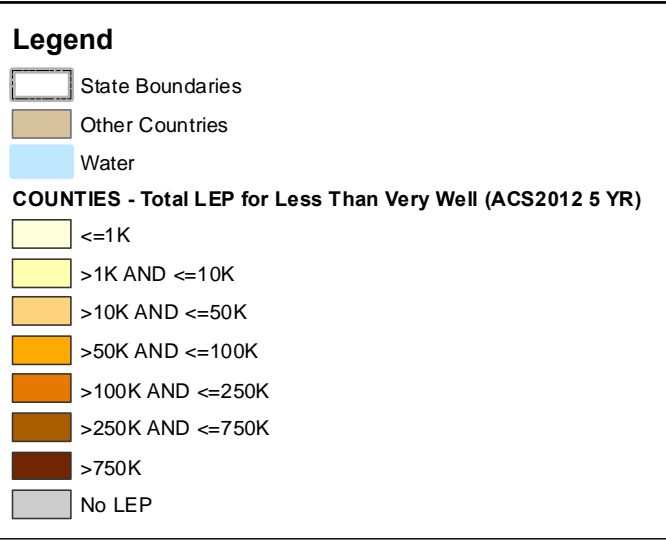 Legend
State Boundaries
Other Countries
Water
COUNTIES - Total LEP for Less Than Very Well (ACS2012 5 YR)
<=1K
>1K AND <=10K
>10K AND <=50K
>50K AND <=100K
>100K AND <=250K
>250K AND <=750K
>750K
No LEP